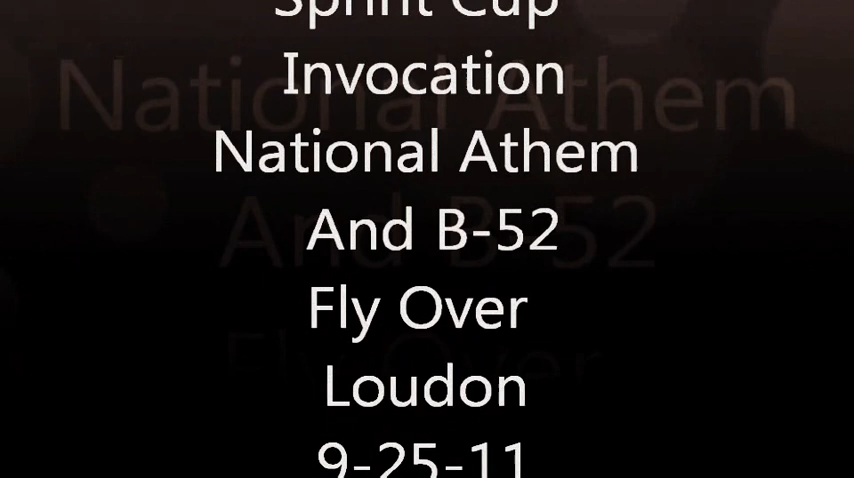 Sprint Cup
Invocation
National Athem
And B-52
Fly Over
Loudon
9-25-11